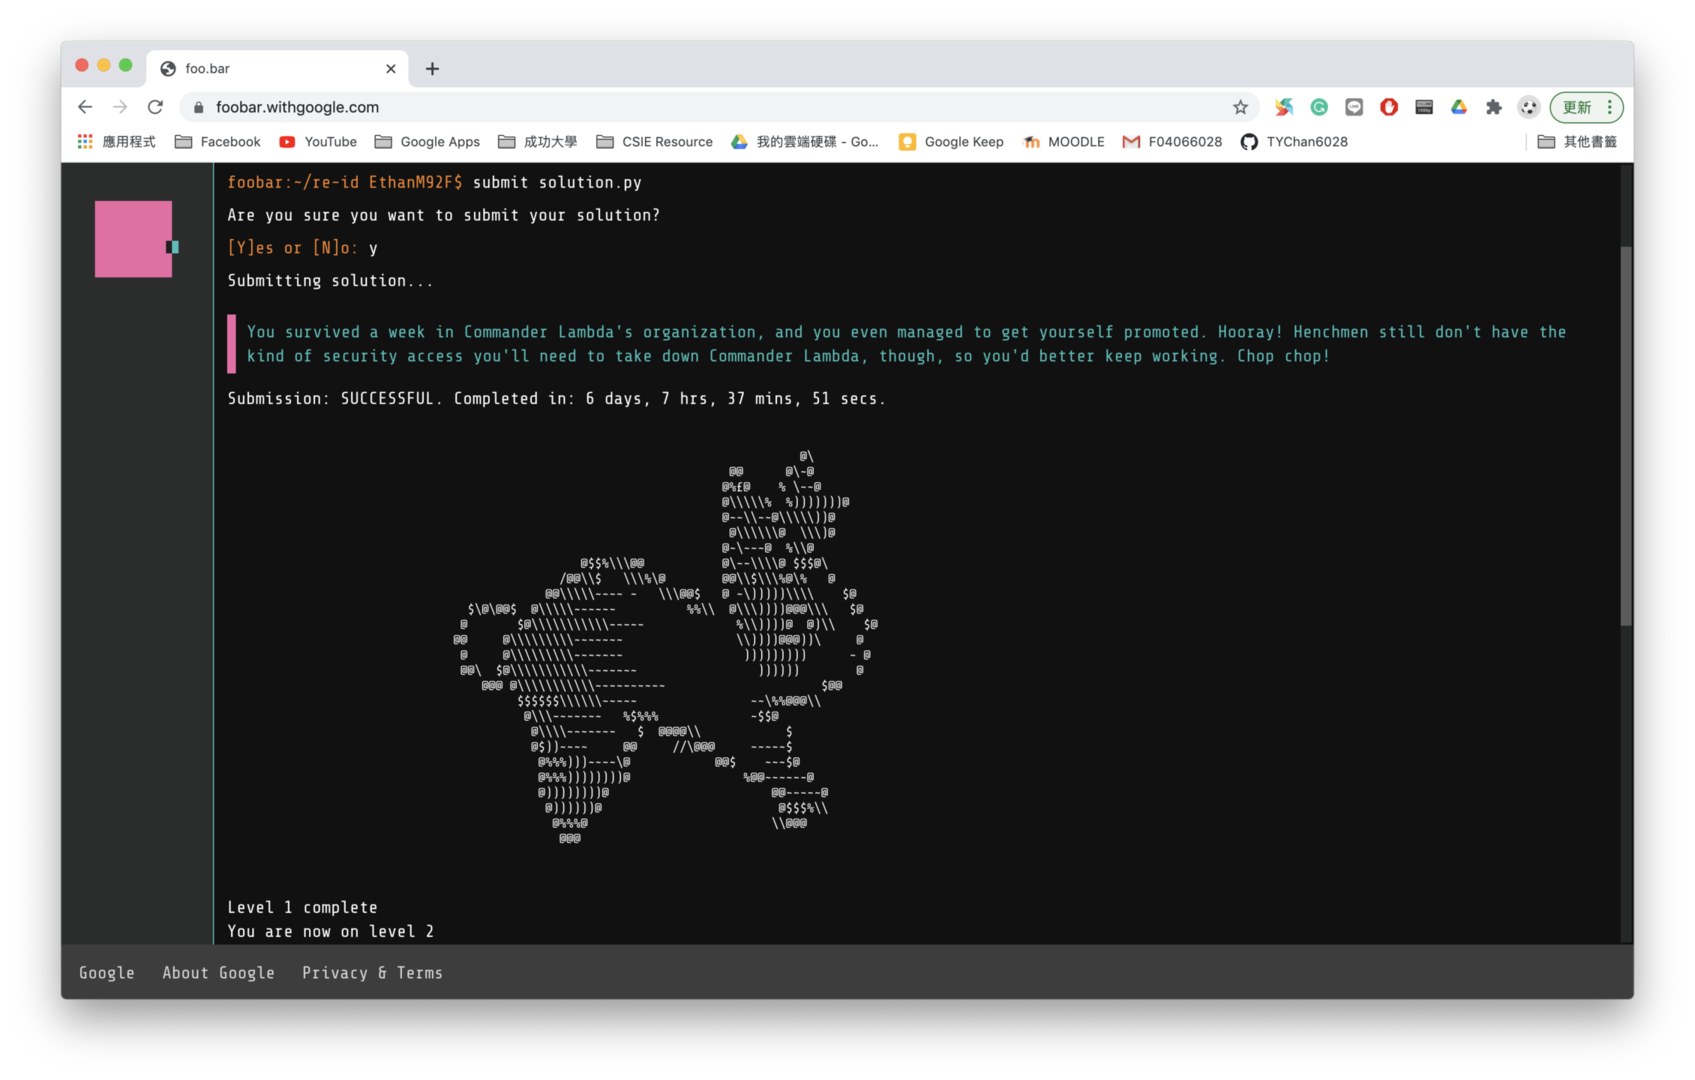 foo.bar
foobar.withgoogle.com
更新
應用程式 Facebook YouTube Google Apps 成功大學 CSIE Resource 我的雲端硬碟 - Go... Google Keep MOODLE F04066028 TYChan6028 其他書籤
foobar:~/re-id EthanM92F$ submit solution.py
Are you sure you want to submit your solution?
[Y]es or [N]o: y
Submitting solution...
You survived a week in Commander Lambda's organization, and you even managed to get yourself promoted. Hooray! Henchmen still don't have the
kind of security access you'll need to take down Commander Lambda, though, so you'd better keep working. Chop chop!
Submission: SUCCESSFUL. Completed in: 6 days, 7 hrs, 37 mins, 51 secs.
Level 1 complete
You are now on level 2
Google About Google Privacy & Terms